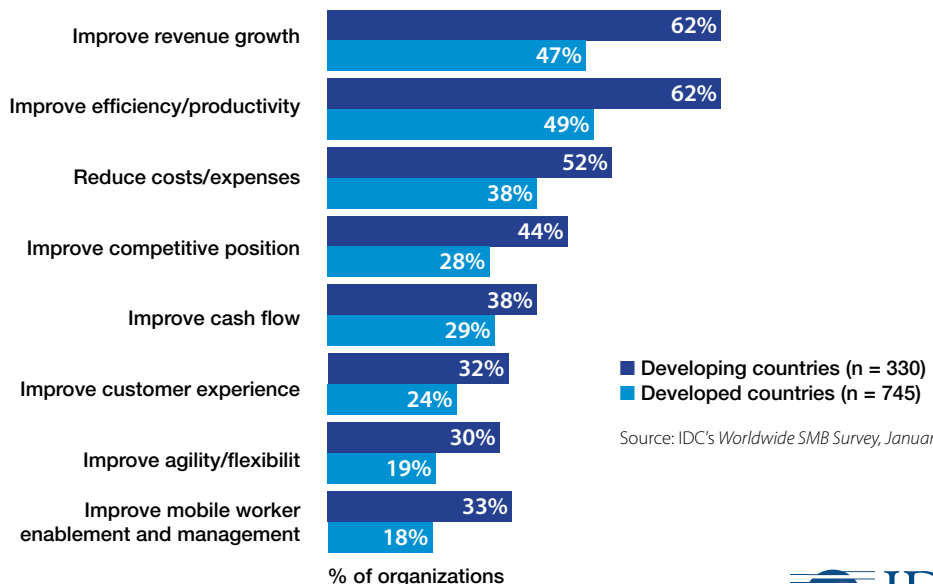 Improve revenue growth
62%
47%
Improve efficiency/productivity
62%
49%
Reduce costs/expenses
52%
38%
Improve competitive position
44%
28%
Improve cash flow
38%
29%
Improve customer experience
32%
24%
Improve agility/flexibilit
30%
19%
Improve mobile worker
enablement and management
33%
18%
% of organizations
Developing countries (n = 330)
Developed countries (n = 745)
Source: IDC's Worldwide SMB Survey, Januar